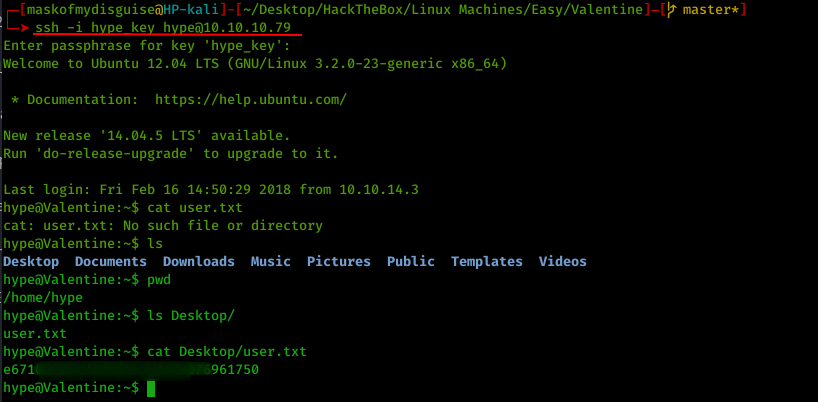 [maskofmydisguise@HP-kali]-[~/Desktop/HackTheBox/Linux Machines/Easy/Valentine]-[ master*]
ssh -i hype_key hype@10.10.10.79
Enter passphrase for key 'hype_key':
Welcome to Ubuntu 12.04 LTS (GNU/Linux 3.2.0-23-generic x86_64)
* Documentation:  https://help.ubuntu.com/
New release '14.04.5 LTS' available.
Run 'do-release-upgrade' to upgrade to it.
Last login: Fri Feb 16 14:50:29 2018 from 10.10.14.3
hype@Valentine:~$ cat user.txt
cat: user.txt: No such file or directory
hype@Valentine:~$ ls
Desktop  Documents  Downloads  Music  Pictures  Public  Templates  Videos
hype@Valentine:~$ pwd
/home/hype
hype@Valentine:~$ ls Desktop/
user.txt
hype@Valentine:~$ cat Desktop/user.txt
hype@Valentine:~$